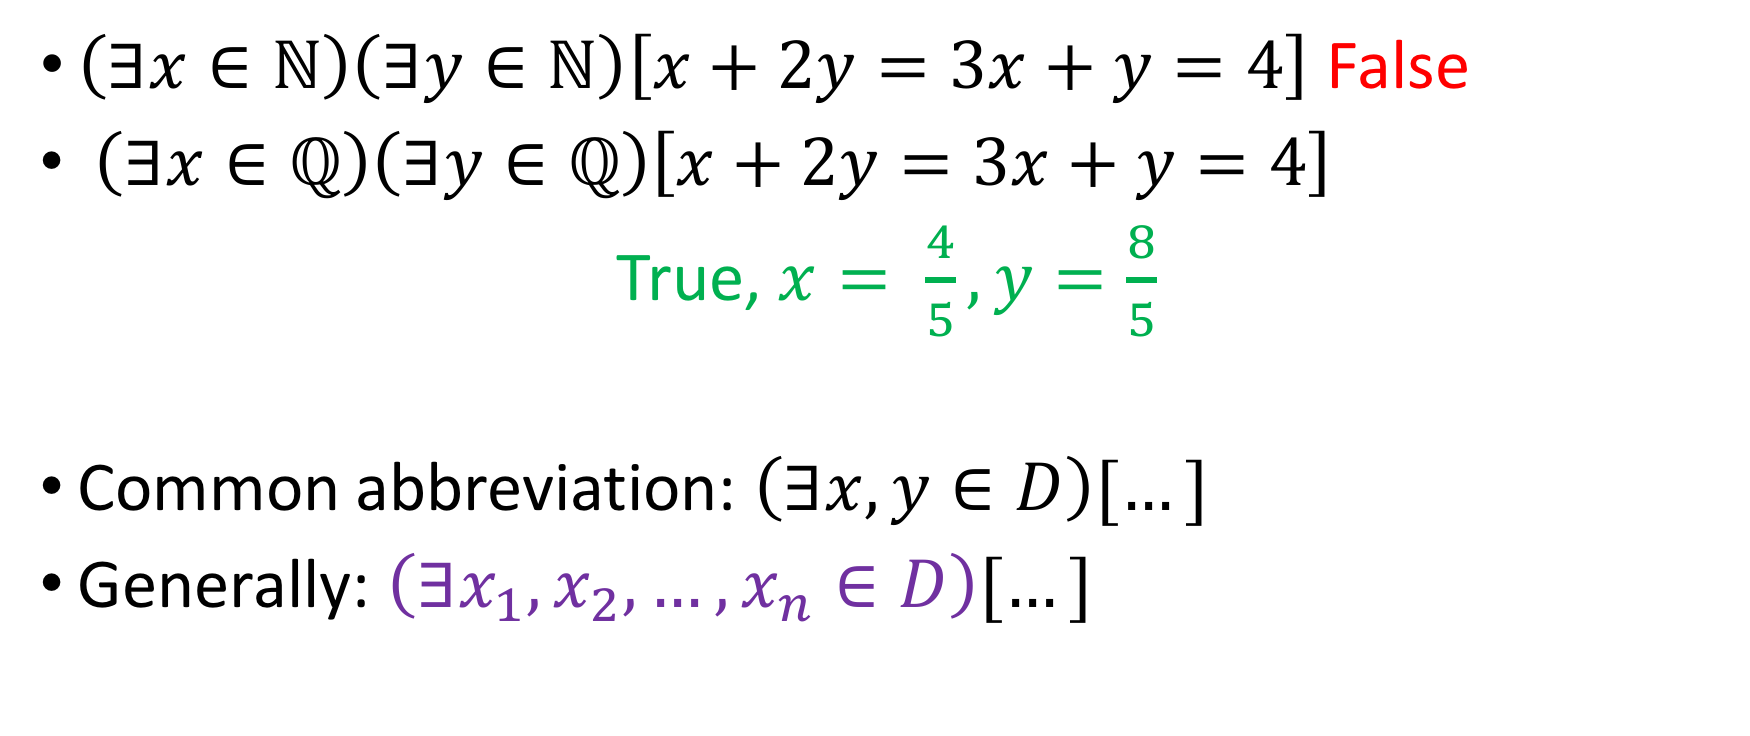 • (∃x ∈ ℕ)(∃y ∈ ℕ)[x + 2y = 3x + y = 4] False
• (∃x ∈ ℚ)(∃y ∈ ℚ)[x + 2y = 3x + y = 4]
True, x = 4/5, y = 8/5
• Common abbreviation: (∃x, y ∈ D)[…]
• Generally: (∃x₁, x₂, … , xₙ ∈ D)[…]